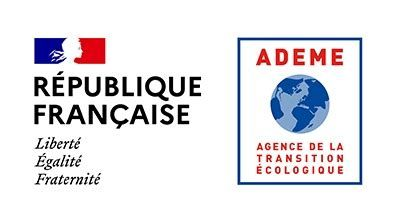 RÉPUBLIQUE
FRANÇAISE
Liberté
Égalité
Fraternité
ADEME
AGENCE DE LA
TRANSITION
ÉCOLOGIQUE